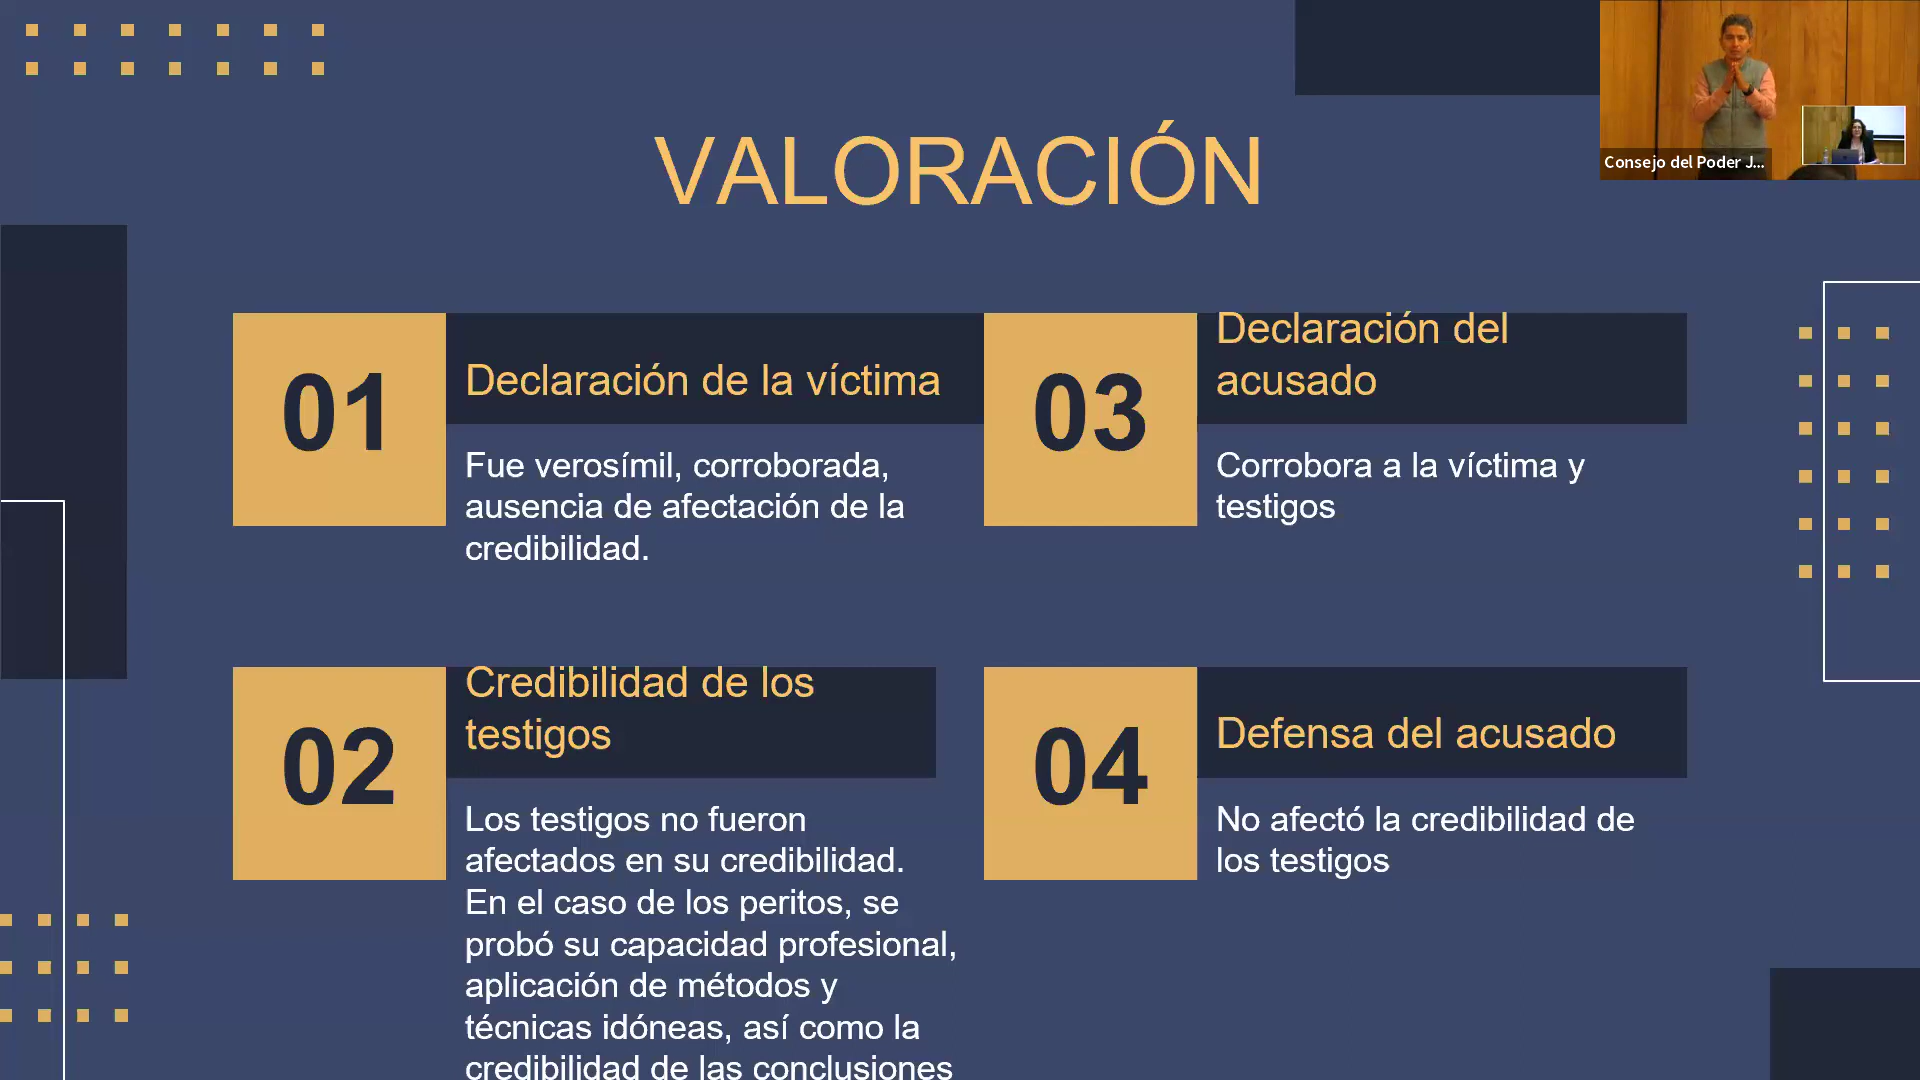 VALORACIÓN
Consejo del Poder J...
01
Declaración de la víctima
Fue verosímil, corroborada,
ausencia de afectación de la
credibilidad.
03
Declaración del
acusado
Corrobora a la víctima y
testigos
02
Credibilidad de los
testigos
Los testigos no fueron
afectados en su credibilidad.
En el caso de los peritos, se
probó su capacidad profesional,
aplicación de métodos y
técnicas idóneas, así como la
credibilidad de las conclusiones
04
Defensa del acusado
No afectó la credibilidad de
los testigos